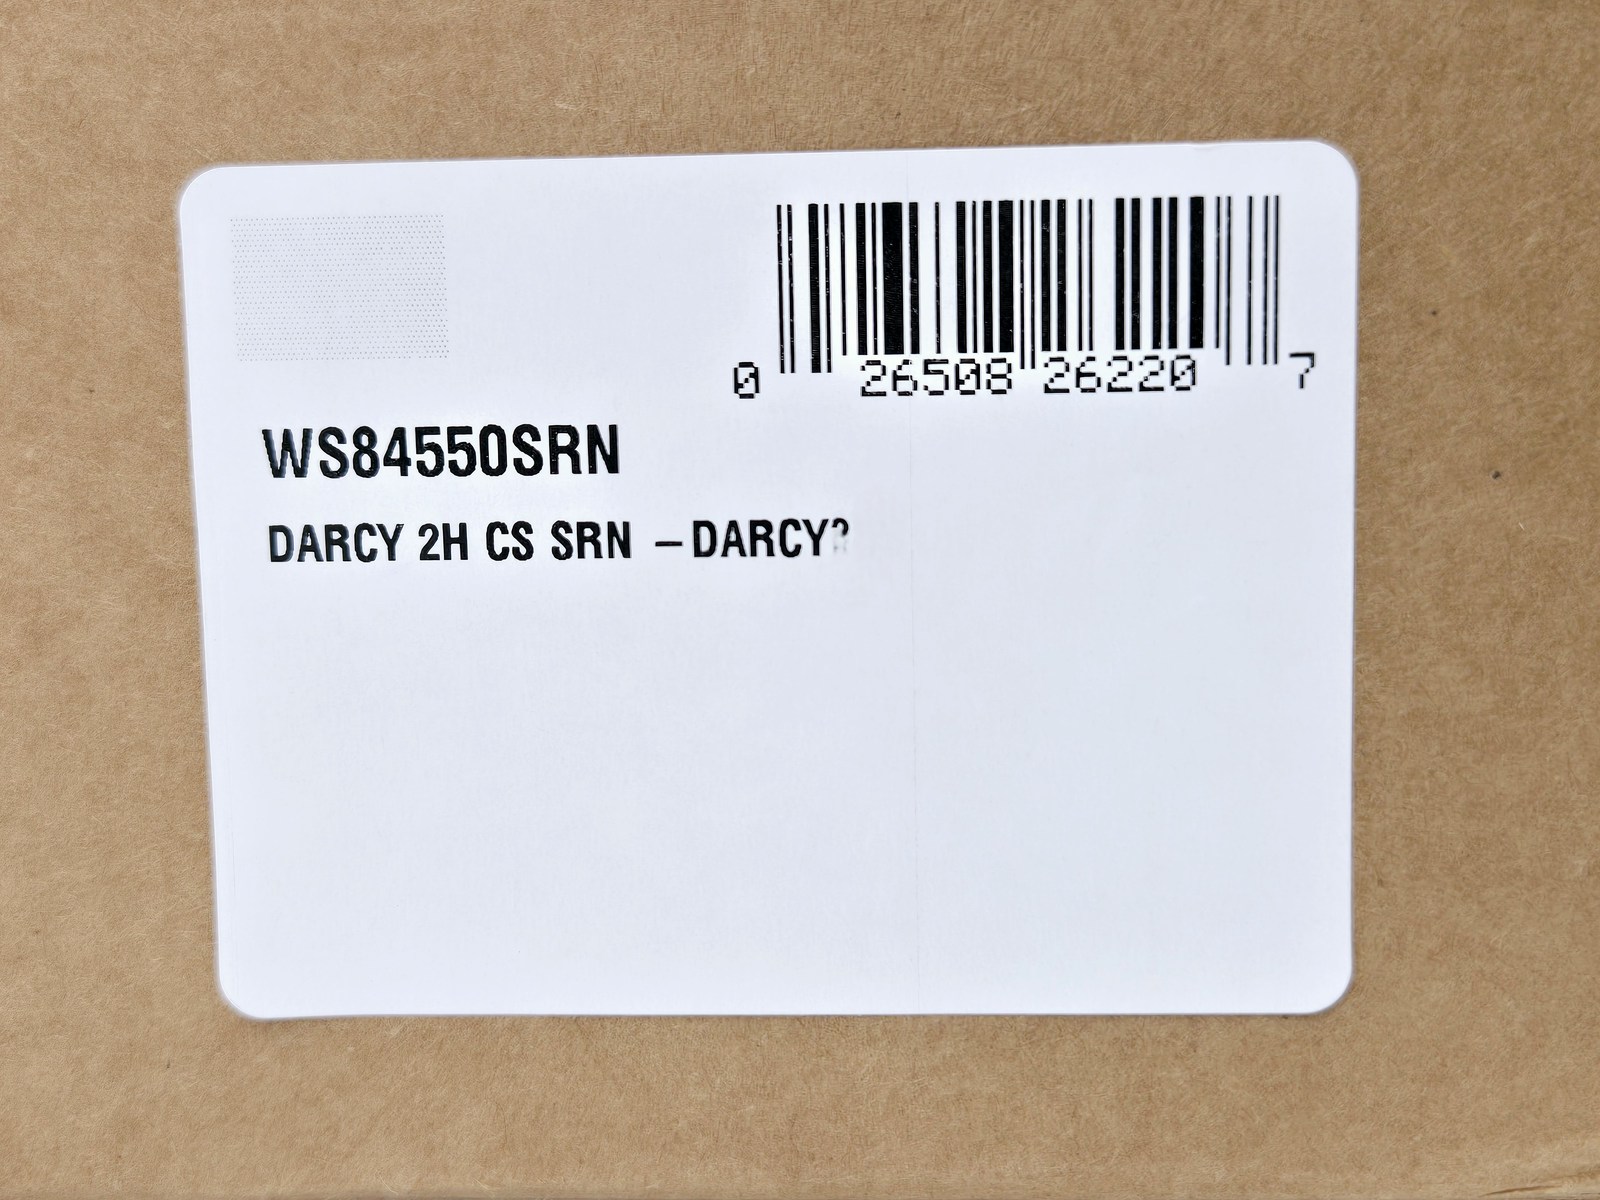 0 26508 26220 7
WS84550SRN
DARCY 2H CS SRN –DARCY?